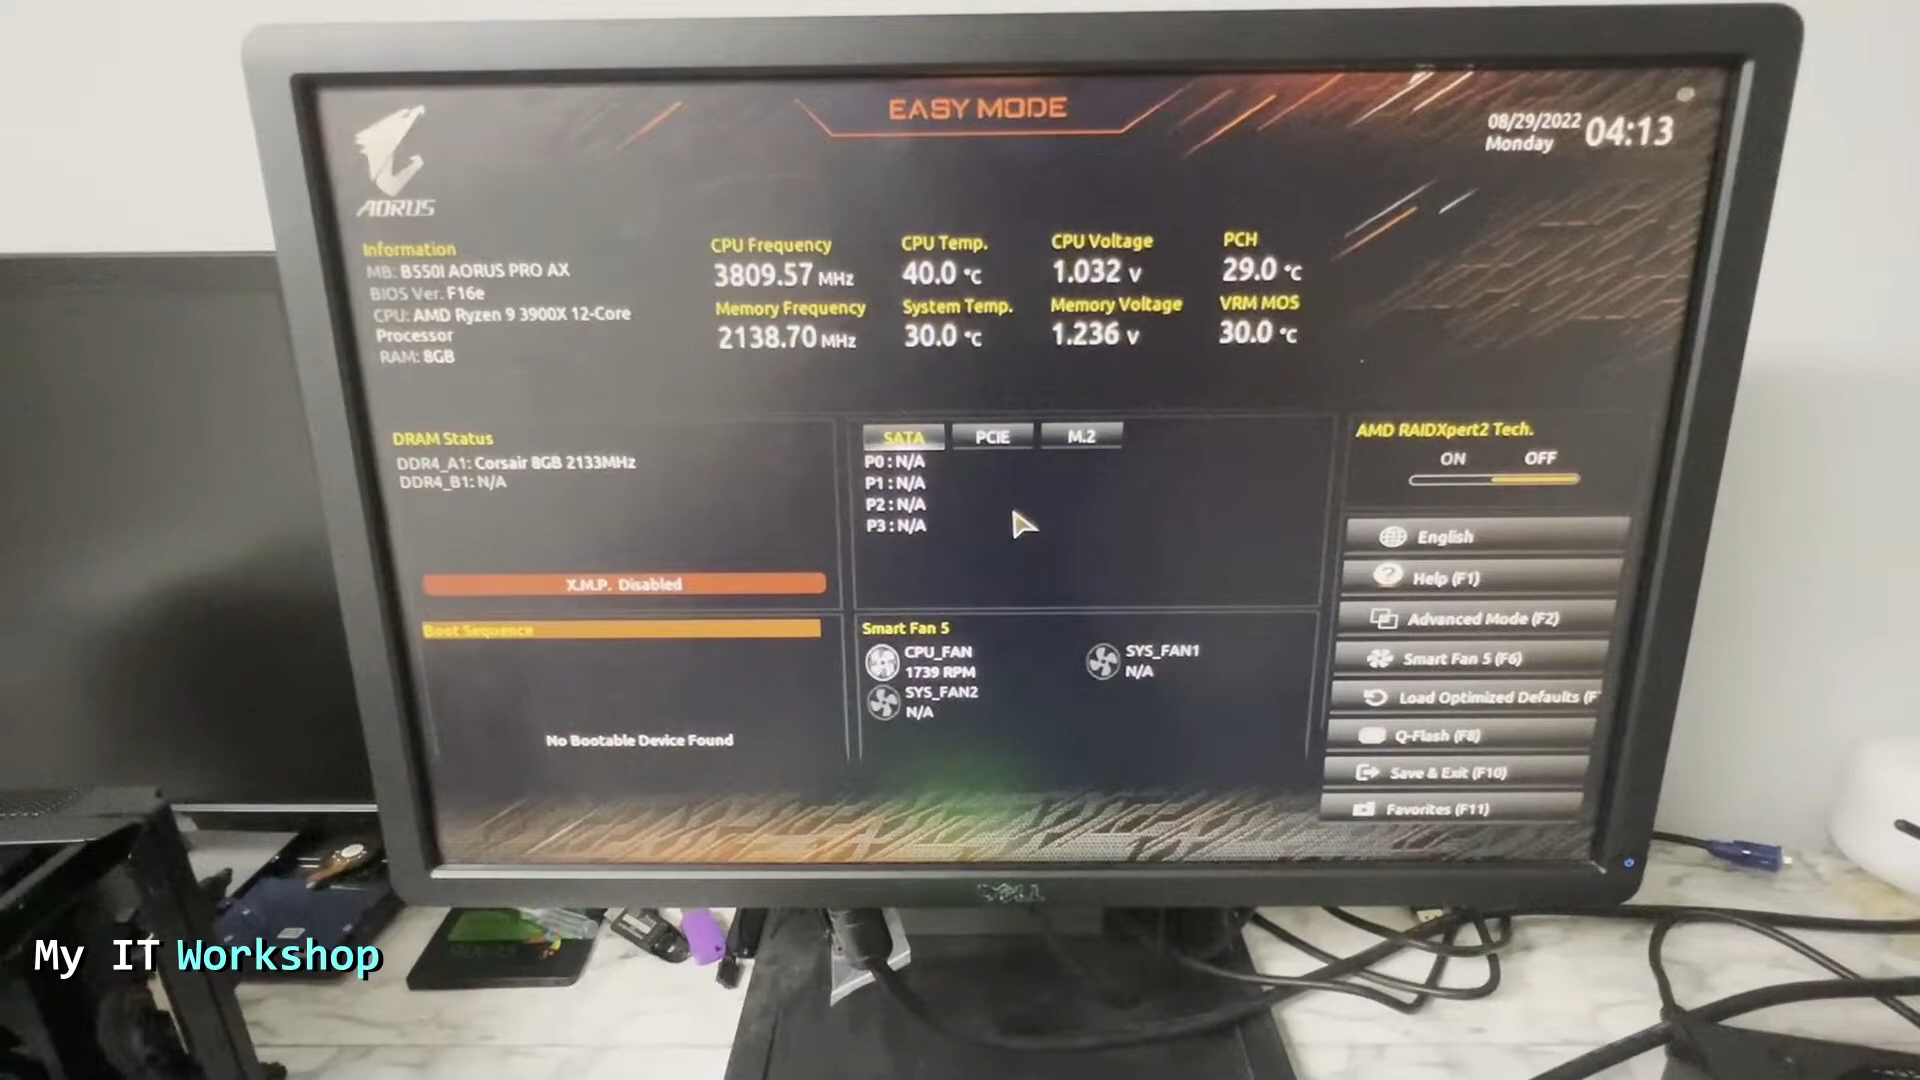 EASY MODE
08/29/2022
Monday
04:13
AORUS
Information
MB: B550I AORUS PRO AX
BIOS Ver. F16e
CPU: AMD Ryzen 9 3900X 12-Core
Processor
RAM: 8GB
CPU Frequency
3809.57 MHz
CPU Temp.
40.0 °C
CPU Voltage
1.032 v
PCH
29.0 °C
Memory Frequency
2138.70 MHz
System Temp.
30.0 °C
Memory Voltage
1.236 v
VRM MOS
30.0 °C
DRAM Status
DDR4_A1: Corsair 8GB 2133MHz
DDR4_B1: N/A
X.M.P. Disabled
SATA
PCIE
M.2
P0 : N/A
P1 : N/A
P2 : N/A
P3 : N/A
AMD RAIDXpert2 Tech.
ON OFF
English
Help (F1)
Advanced Mode (F2)
Smart Fan 5 (F6)
Load Optimized Defaults (F
Q-Flash (F8)
Save & Exit (F10)
Favorites (F11)
Boot Sequence
No Bootable Device Found
Smart Fan 5
CPU_FAN
1739 RPM
SYS_FAN1
N/A
SYS_FAN2
N/A
DELL
My IT Workshop